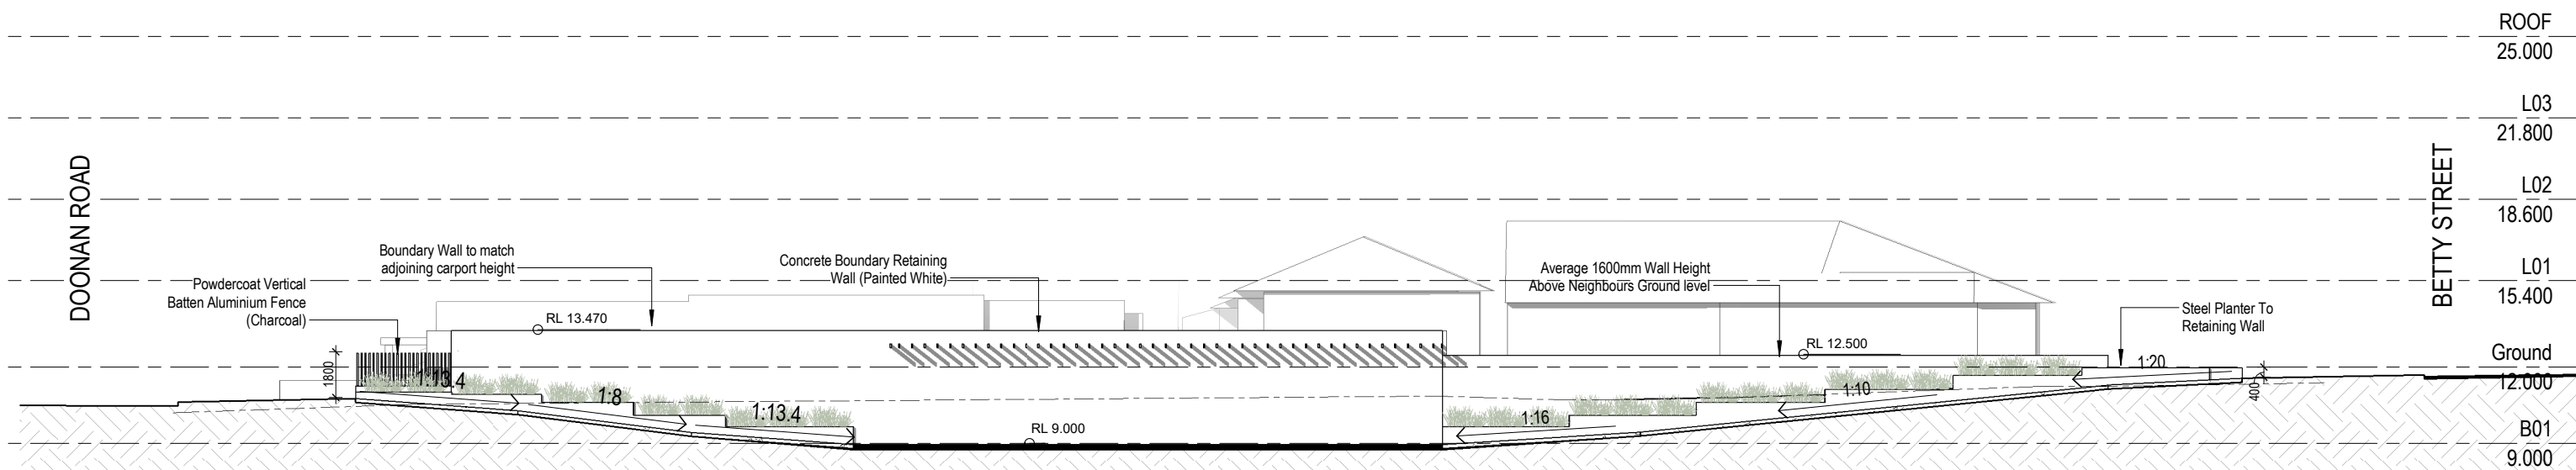 ROOF
25.000
L03
21.800
L02
18.600
L01
15.400
Ground
12.000
B01
9.000
DOONAN ROAD
BETTY STREET
Powdercoat Vertical
Batten Aluminium Fence
(Charcoal)
Boundary Wall to match
adjoining carport height
Concrete Boundary Retaining
Wall (Painted White)
Average 1600mm Wall Height
Above Neighbours Ground level
Steel Planter To
Retaining Wall
RL 13.470
RL 12.500
RL 9.000
1800
1:13.4
1:8
1:13.4
1:16
1:10
1:20
400